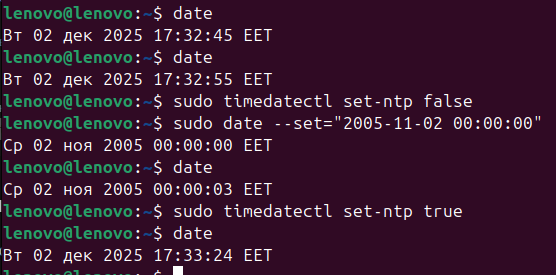 lenovo@lenovo:~$ date
Вт 02 дек 2025 17:32:45 EET
lenovo@lenovo:~$ date
Вт 02 дек 2025 17:32:55 EET
lenovo@lenovo:~$ sudo timedatectl set-ntp false
lenovo@lenovo:~$ sudo date --set="2005-11-02 00:00:00"
Ср 02 ноя 2005 00:00:00 EET
lenovo@lenovo:~$ date
Ср 02 ноя 2005 00:00:03 EET
lenovo@lenovo:~$ sudo timedatectl set-ntp true
lenovo@lenovo:~$ date
Вт 02 дек 2025 17:33:24 EET
lenovo@lenovo:~$